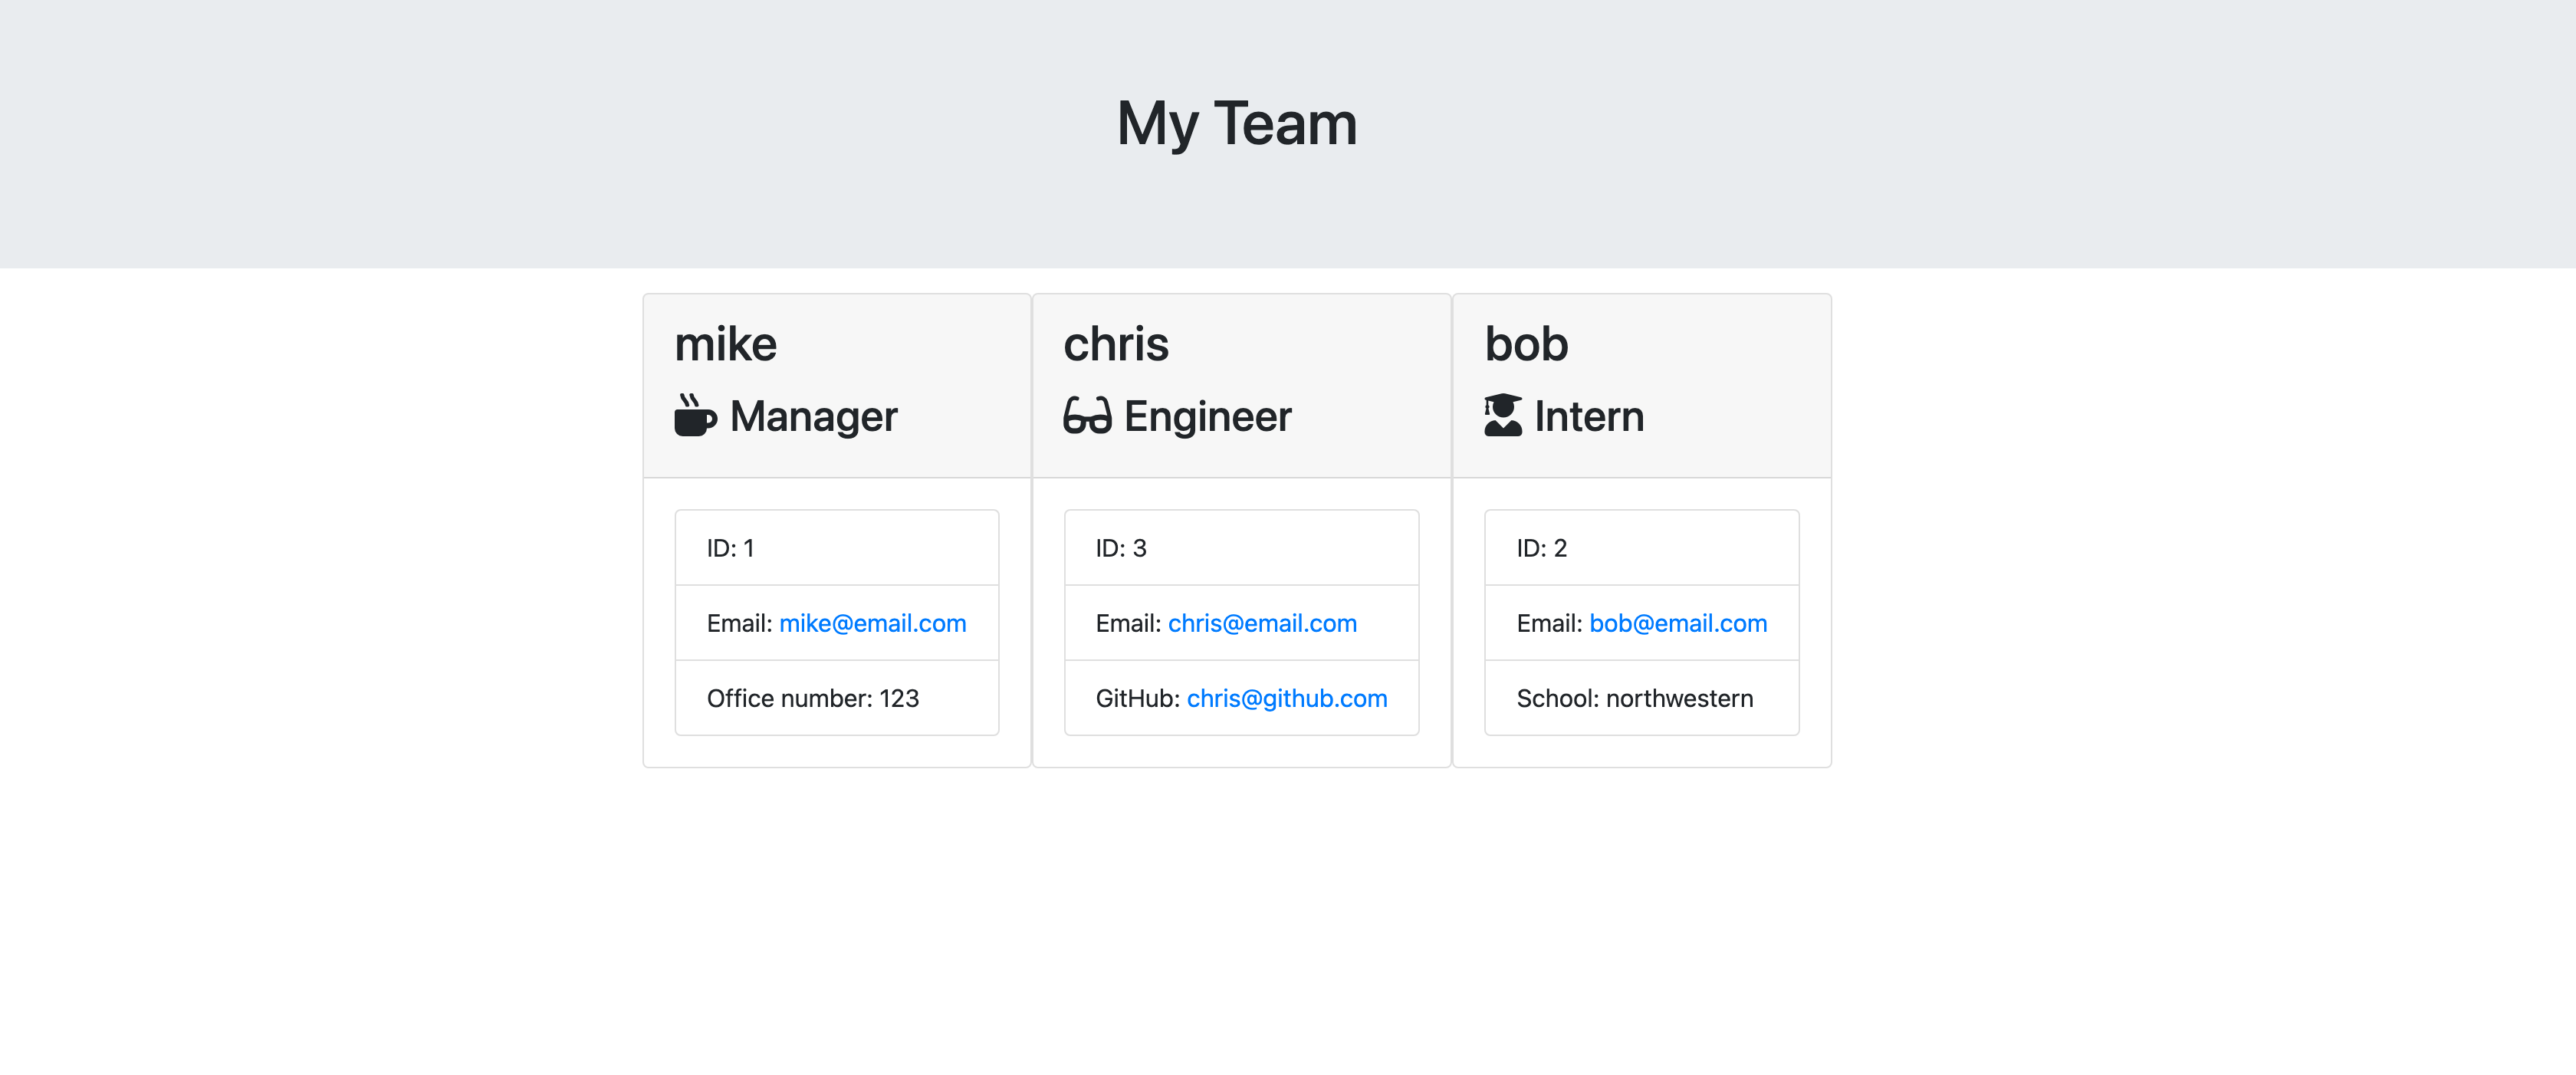 My Team
mike
Manager
ID: 1
Email: mike@email.com
Office number: 123
chris
Engineer
ID: 3
Email: chris@email.com
GitHub: chris@github.com
bob
Intern
ID: 2
Email: bob@email.com
School: northwestern